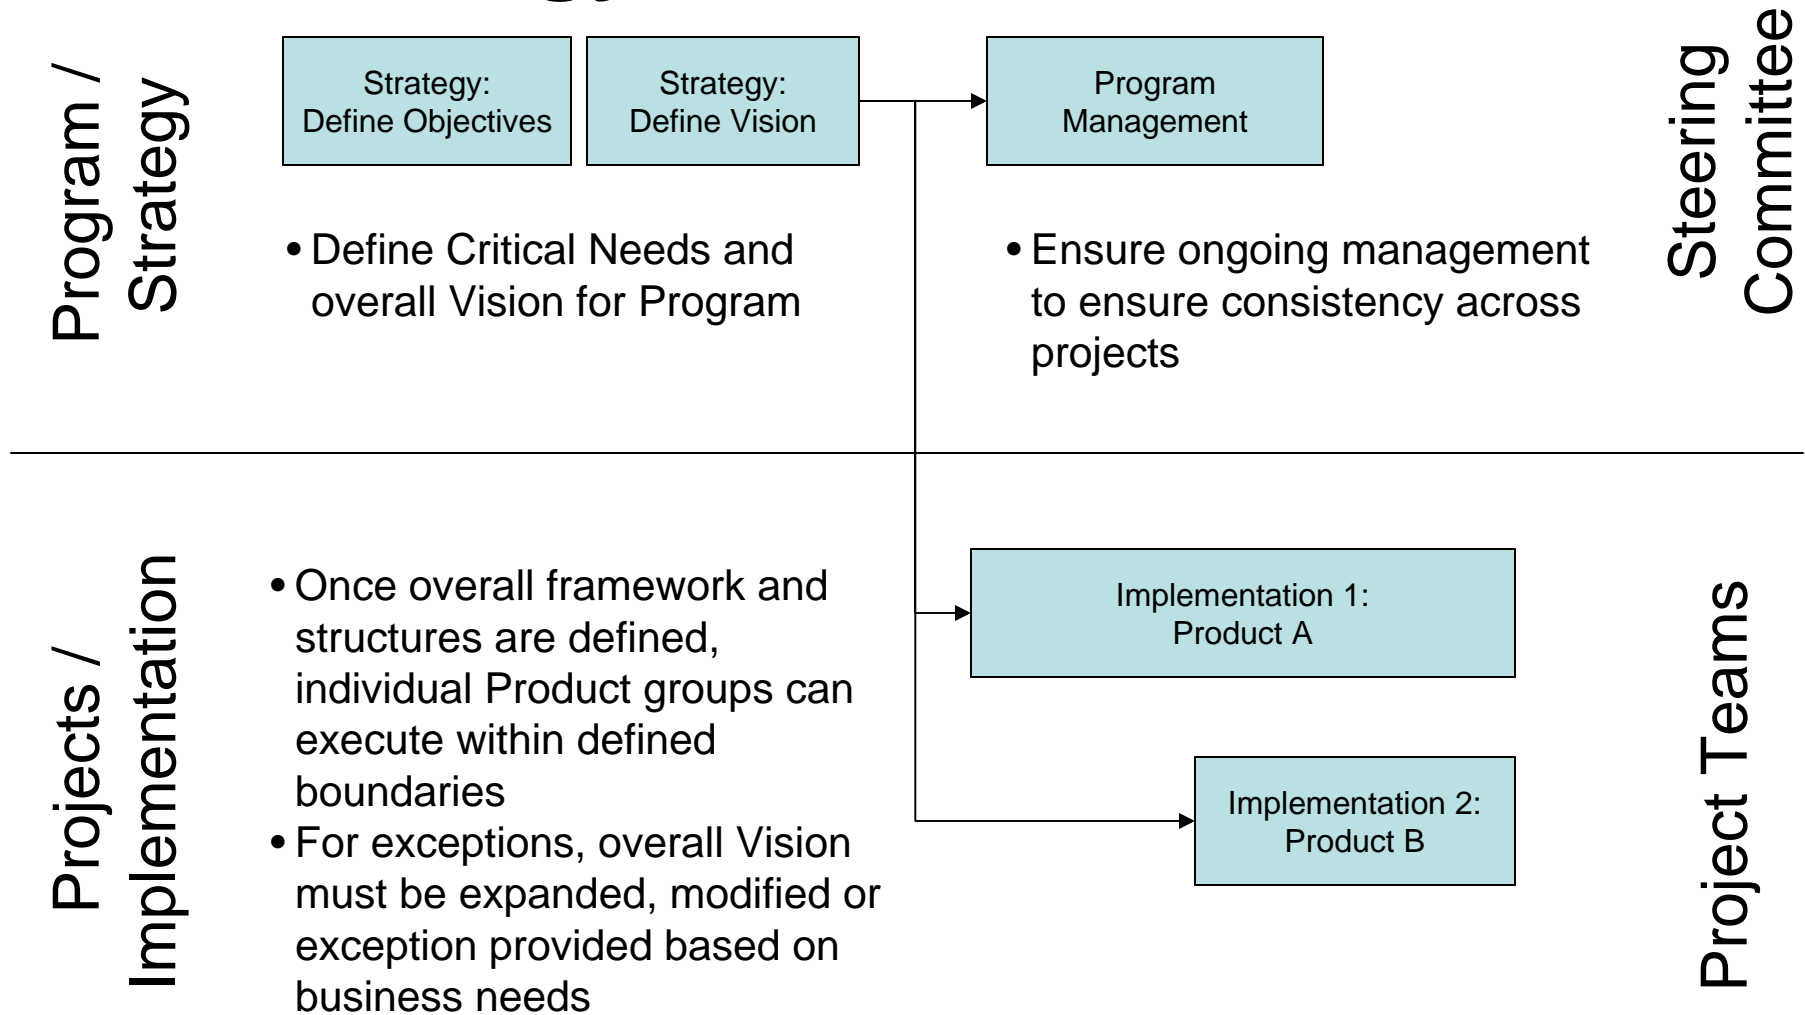 Program /
Strategy
Strategy:
Define Objectives
Strategy:
Define Vision
Program
Management
Steering
Committee
• Define Critical Needs and
overall Vision for Program
• Ensure ongoing management
to ensure consistency across
projects
Projects /
Implementation
• Once overall framework and
structures are defined,
individual Product groups can
execute within defined
boundaries
• For exceptions, overall Vision
must be expanded, modified or
exception provided based on
business needs
Implementation 1:
Product A
Implementation 2:
Product B
Project Teams